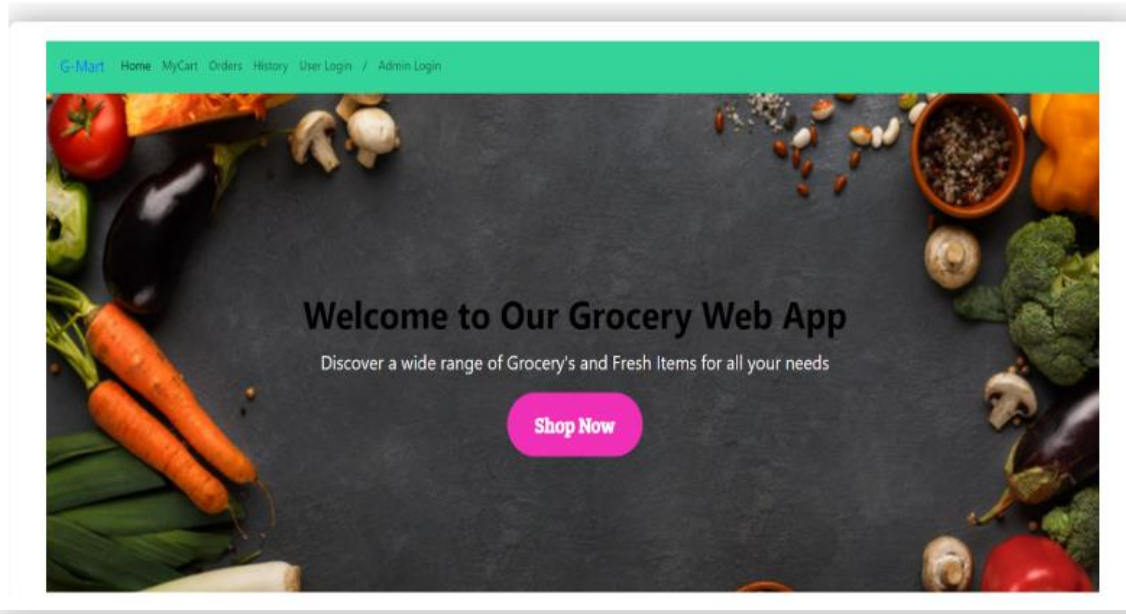 G-Mart Home MyCart Orders History User Login / Admin Login
Welcome to Our Grocery Web App
Discover a wide range of Grocery's and Fresh Items for all your needs
Shop Now